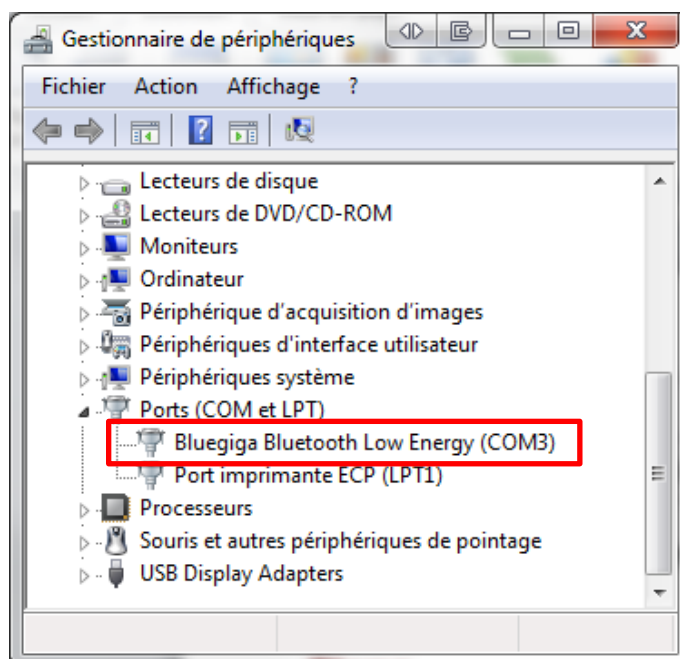 Gestionnaire de périphériques
Fichier Action Affichage ?
Lecteurs de disque
Lecteurs de DVD/CD-ROM
Moniteurs
Ordinateur
Périphérique d'acquisition d'images
Périphériques d'interface utilisateur
Périphériques système
Ports (COM et LPT)
Bluegiga Bluetooth Low Energy (COM3)
Port imprimante ECP (LPT1)
Processeurs
Souris et autres périphériques de pointage
USB Display Adapters